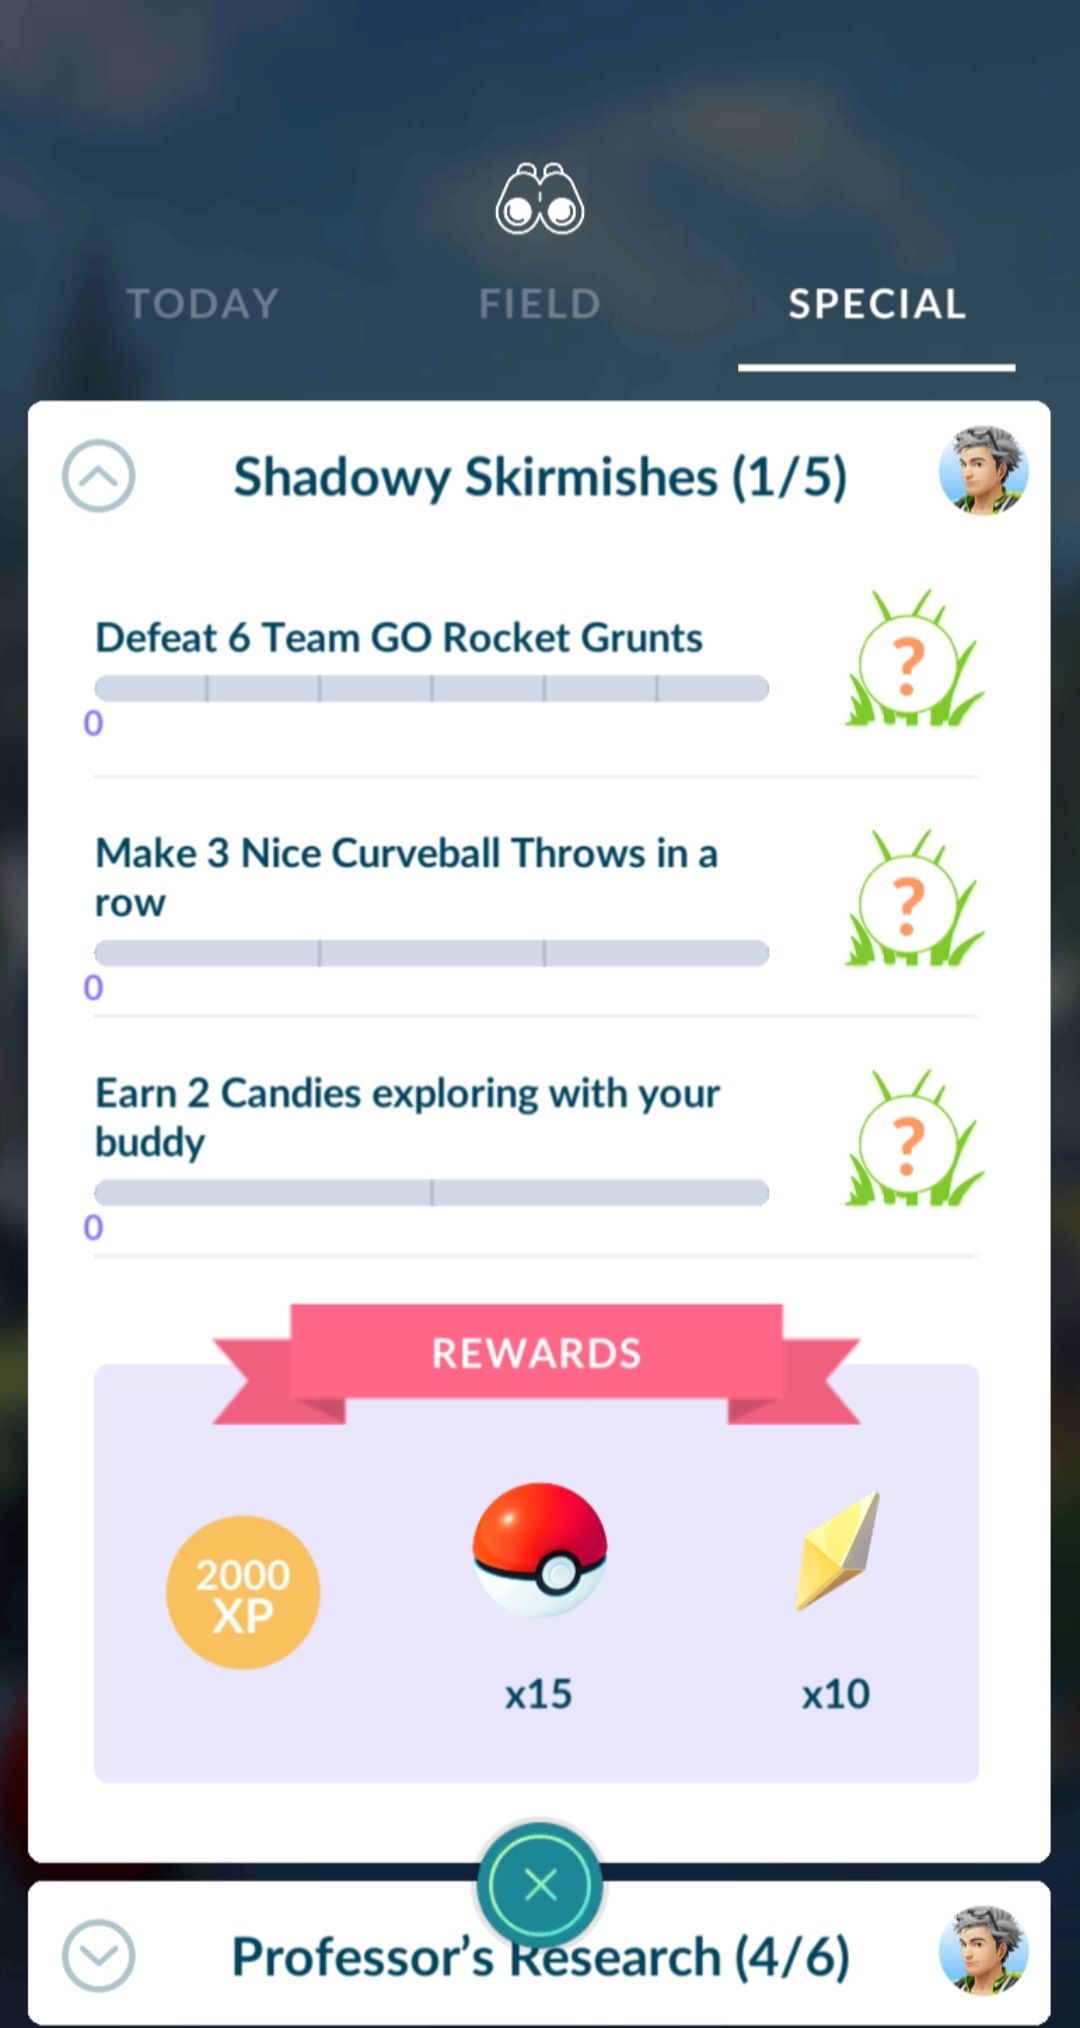 TODAY
FIELD
SPECIAL
Shadowy Skirmishes (1/5)
Defeat 6 Team GO Rocket Grunts
?
0
Make 3 Nice Curveball Throws in a
row
?
0
Earn 2 Candies exploring with your
buddy
?
0
REWARDS
2000
XP
x15
x10
Professor’s Research (4/6)